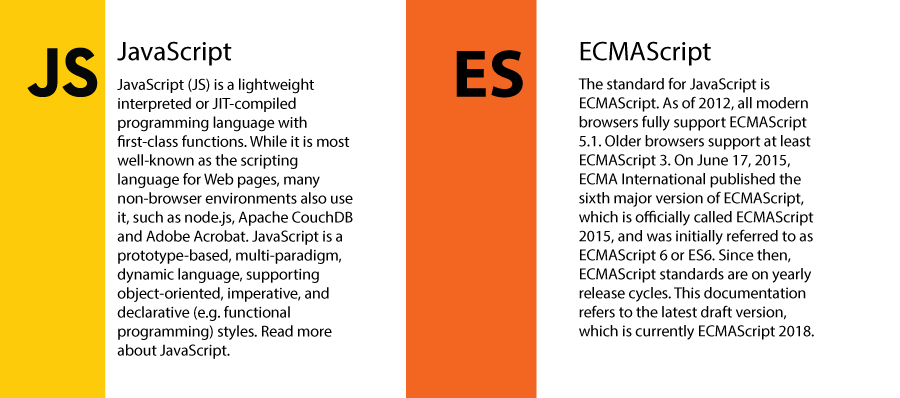 JS
JavaScript
JavaScript (JS) is a lightweight
interpreted or JIT-compiled
programming language with
first-class functions. While it is most
well-known as the scripting
language for Web pages, many
non-browser environments also use
it, such as node.js, Apache CouchDB
and Adobe Acrobat. JavaScript is a
prototype-based, multi-paradigm,
dynamic language, supporting
object-oriented, imperative, and
declarative (e.g. functional
programming) styles. Read more
about JavaScript.
ES
ECMAScript
The standard for JavaScript is
ECMAScript. As of 2012, all modern
browsers fully support ECMAScript
5.1. Older browsers support at least
ECMAScript 3. On June 17, 2015,
ECMA International published the
sixth major version of ECMAScript,
which is officially called ECMAScript
2015, and was initially referred to as
ECMAScript 6 or ES6. Since then,
ECMAScript standards are on yearly
release cycles. This documentation
refers to the latest draft version,
which is currently ECMAScript 2018.